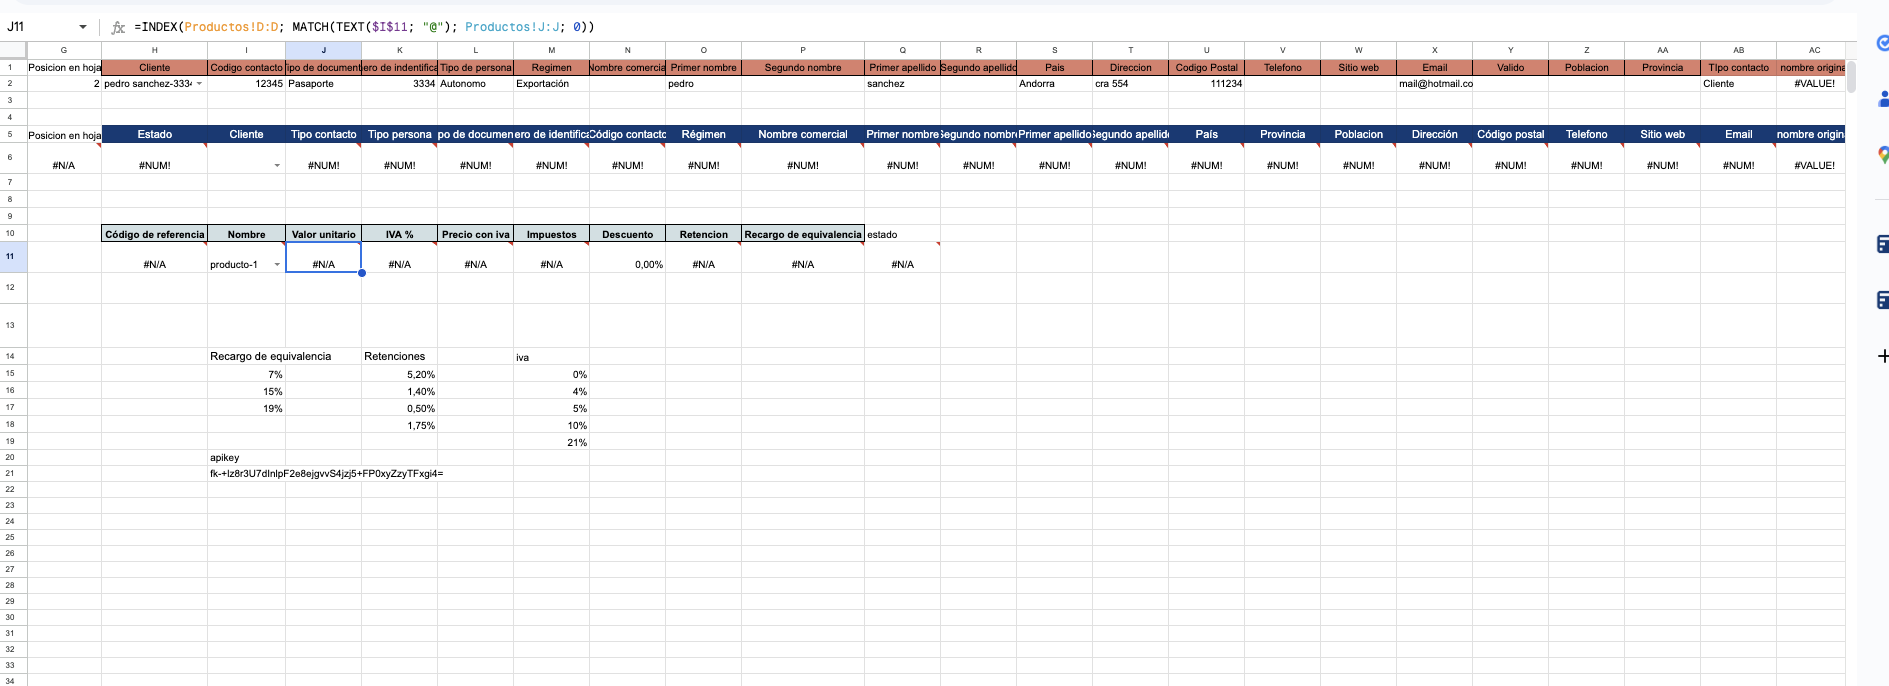 J11 fx =INDEX(Productos!D:D; MATCH(TEXT($I$11; "@"); Productos!J:J; 0))
G H I J K L M N O P Q R S T U V W X Y Z AA AB AC
1 Posicion en hoja Cliente Codigo contacto ipo de document ero de indentifica Tipo de persona Regimen Nombre comercia Primer nombre Segundo nombre Primer apellido Segundo apellido Pais Direccion Codigo Postal Telefono Sitio web Email Valido Poblacion Provincia TIpo contacto nombre origina
2 2 pedro sanchez-333 12345 Pasaporte 3334 Autonomo Exportación pedro sanchez Andorra cra 554 111234 mail@hotmail.co Cliente #VALUE!
3
4
5 Posicion en hoja Estado Cliente Tipo contacto Tipo persona po de documen ero de identific Código contacto Régimen Nombre comercial Primer nombre Segundo nombre Primer apellido Segundo apellid País Provincia Poblacion Dirección Código postal Telefono Sitio web Email nombre origin
6 #N/A #NUM! #NUM! #NUM! #NUM! #NUM! #NUM! #NUM! #NUM! #NUM! #NUM! #NUM! #NUM! #NUM! #NUM! #NUM! #NUM! #NUM! #NUM! #NUM! #NUM! #VALUE!
7
8
9
10 Código de referencia Nombre Valor unitario IVA % Precio con iva Impuestos Descuento Retencion Recargo de equivalencia estado
11 #N/A producto-1 #N/A #N/A #N/A #N/A 0,00% #N/A #N/A #N/A
12
13
14 Recargo de equivalencia Retenciones iva
15 7% 5,20% 0%
16 15% 1,40% 4%
17 19% 0,50% 5%
18 1,75% 10%
19 21%
20 apikey
21 fk-+Iz8r3U7dInlpF2e8ejgvvS4jzj5+FP0xyZzyTFxgi4=
22
23
24
25
26
27
28
29
30
31
32
33
34